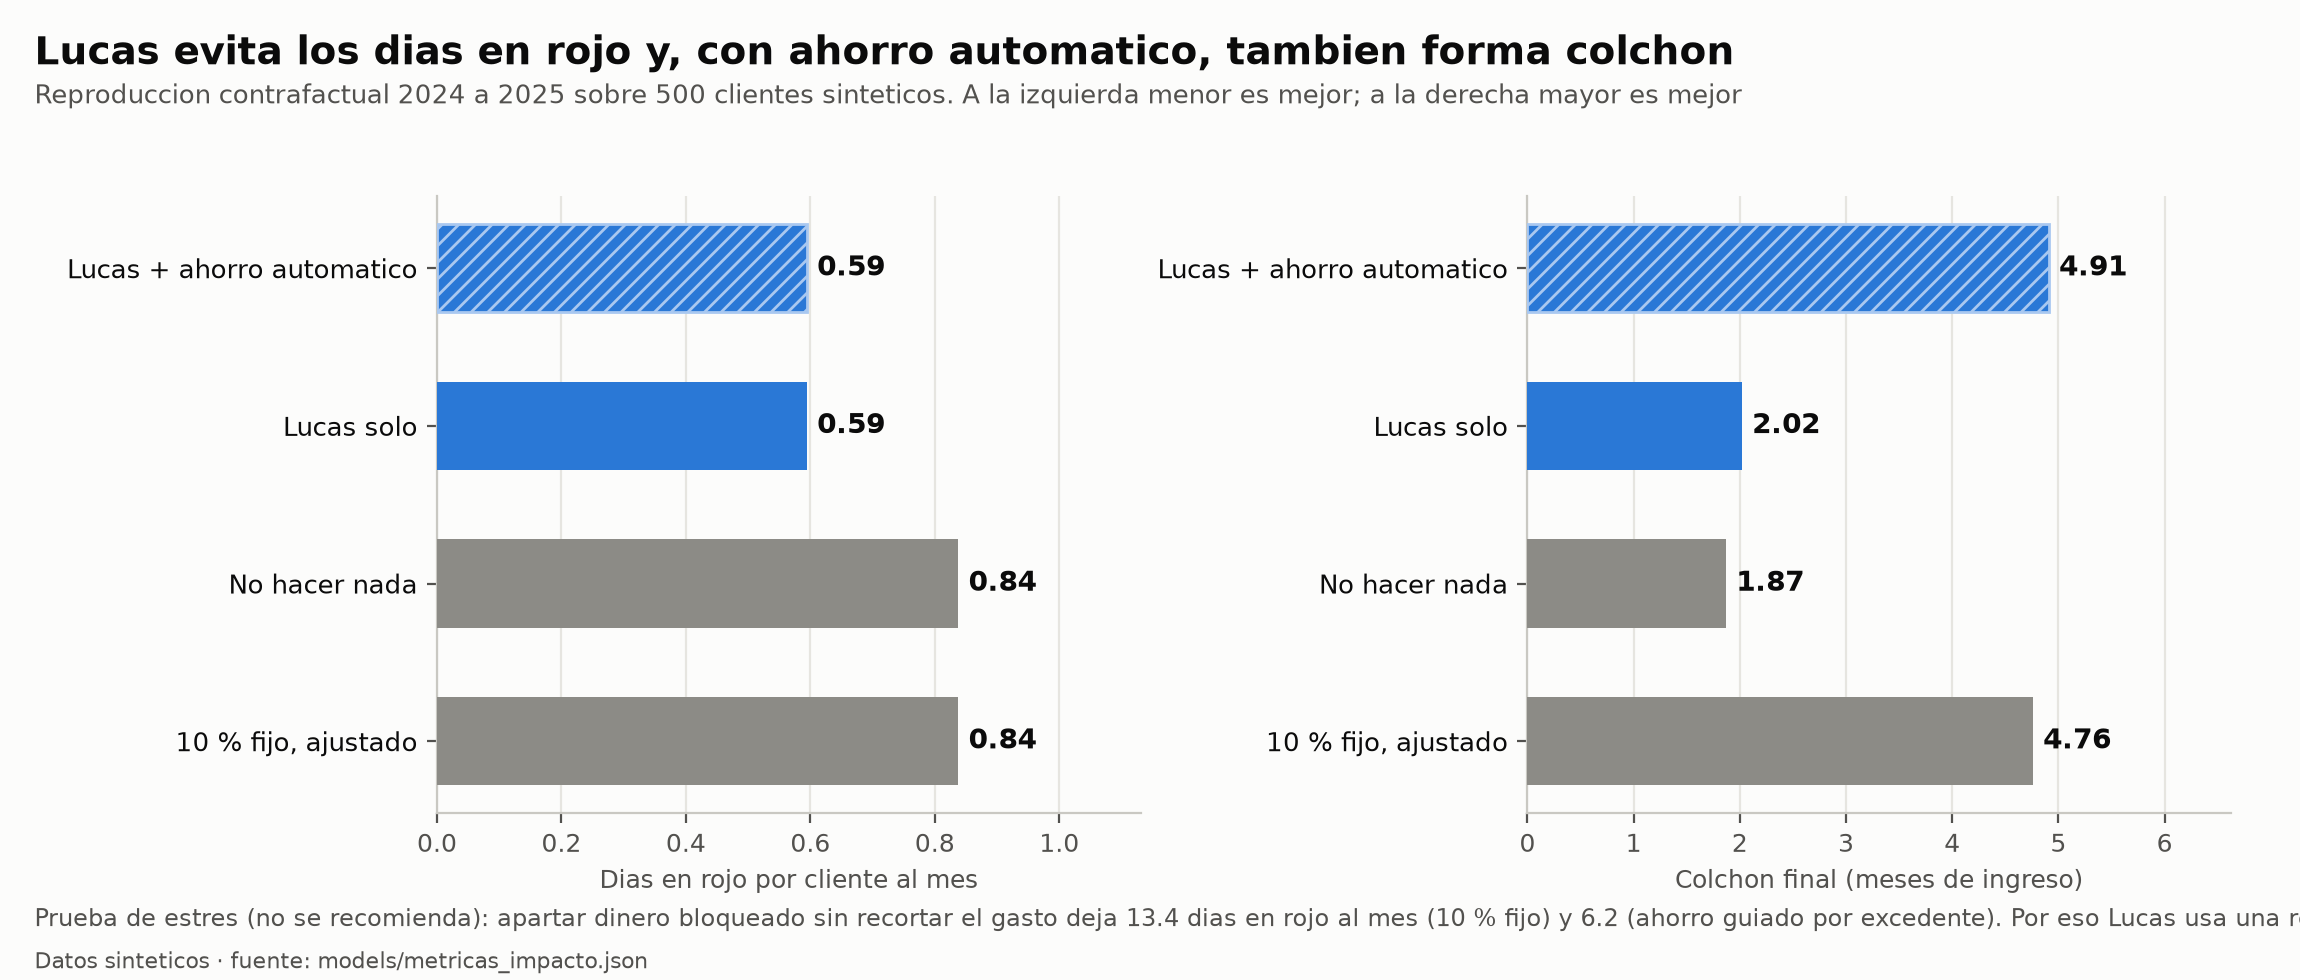 Lucas evita los dias en rojo y, con ahorro automatico, tambien forma colchon
Reproduccion contrafactual 2024 a 2025 sobre 500 clientes sinteticos. A la izquierda menor es mejor; a la derecha mayor es mejor
Lucas + ahorro automatico
0.59
Lucas solo
0.59
No hacer nada
0.84
10 % fijo, ajustado
0.84
0.0 0.2 0.4 0.6 0.8 1.0
Dias en rojo por cliente al mes
Lucas + ahorro automatico
4.91
Lucas solo
2.02
No hacer nada
1.87
10 % fijo, ajustado
4.76
0 1 2 3 4 5 6
Colchon final (meses de ingreso)
Prueba de estres (no se recomienda): apartar dinero bloqueado sin recortar el gasto deja 13.4 dias en rojo al mes (10 % fijo) y 6.2 (ahorro guiado por excedente). Por eso Lucas usa una
Datos sinteticos · fuente: models/metricas_impacto.json